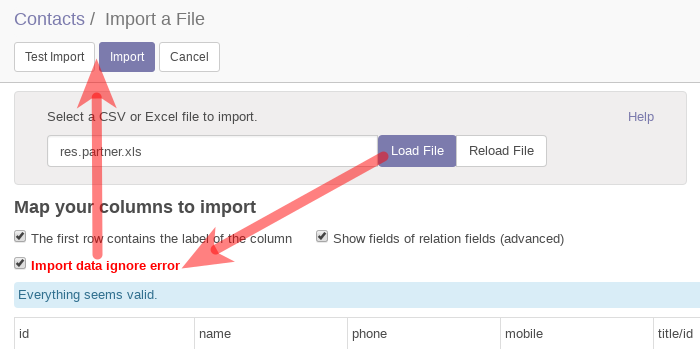 Contacts / Import a File
Test Import Import Cancel
Select a CSV or Excel file to import. Help
res.partner.xls Load File Reload File
Map your columns to import
The first row contains the label of the column Show fields of relation fields (advanced)
Import data ignore error
Everything seems valid.
id name phone mobile title/id